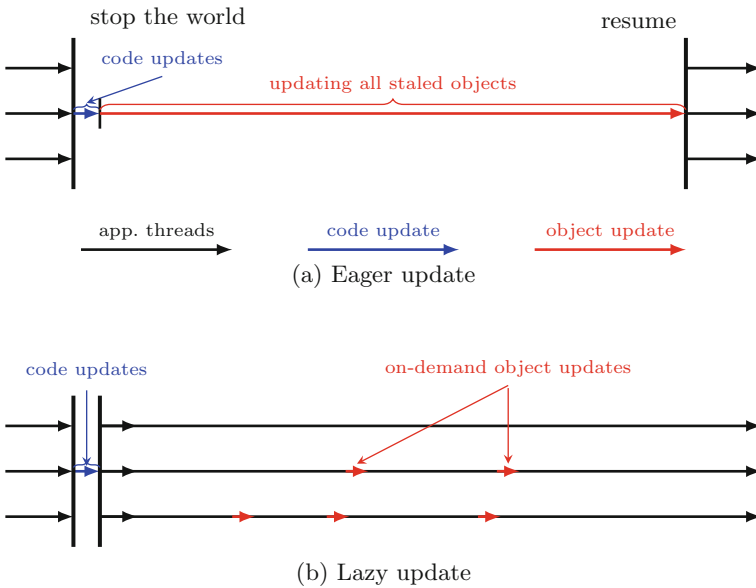 stop the world
resume
code updates
updating all staled objects
app. threads
code update
object update
(a) Eager update
code updates
on-demand object updates
(b) Lazy update